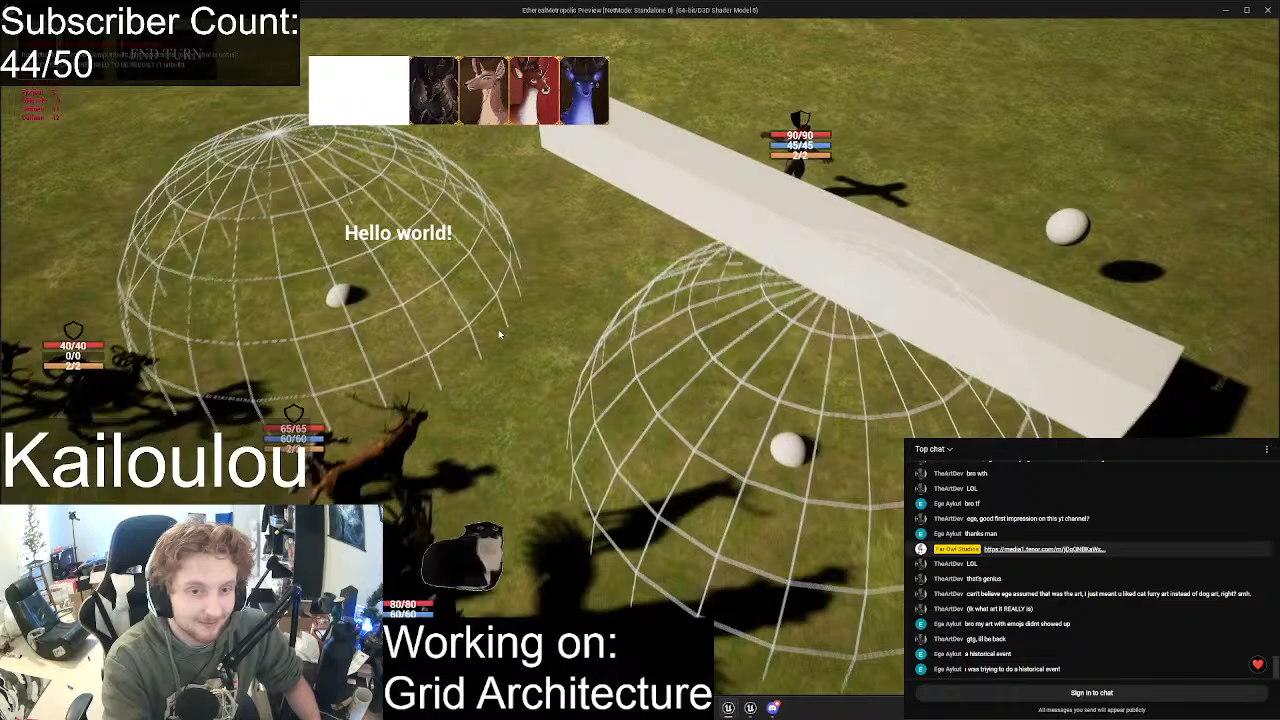 EtherealMetropolis Preview [NetMode: Standalone 0] (64-bit/D3D Shader Model 5)
Subscriber Count:
44/50
END TURN
Hello world!
90/90
45/45
2/2
40/40
0/0
2/2
65/65
60/60
Kailoulou
80/80
60/60
Working on:
Grid Architecture
Top chat
TheArtDev bro wth
TheArtDev LOL
Ege Aykut bro tf
TheArtDev ege, good first impression on this yt channel?
Ege Aykut thanks man
Far Owl Studios
TheArtDev LOL
TheArtDev that's genius
TheArtDev can't believe ege assumed that was the art, I just meant u liked cat furry art instead of dog art, right? smh.
TheArtDev (ik what art it REALLY is)
Ege Aykut bro my art with emojis didnt showed up
TheArtDev gtg, ill be back
Ege Aykut a historical event
Ege Aykut i was triying to do a historical event
Sign in to chat
All messages you send will appear publicly